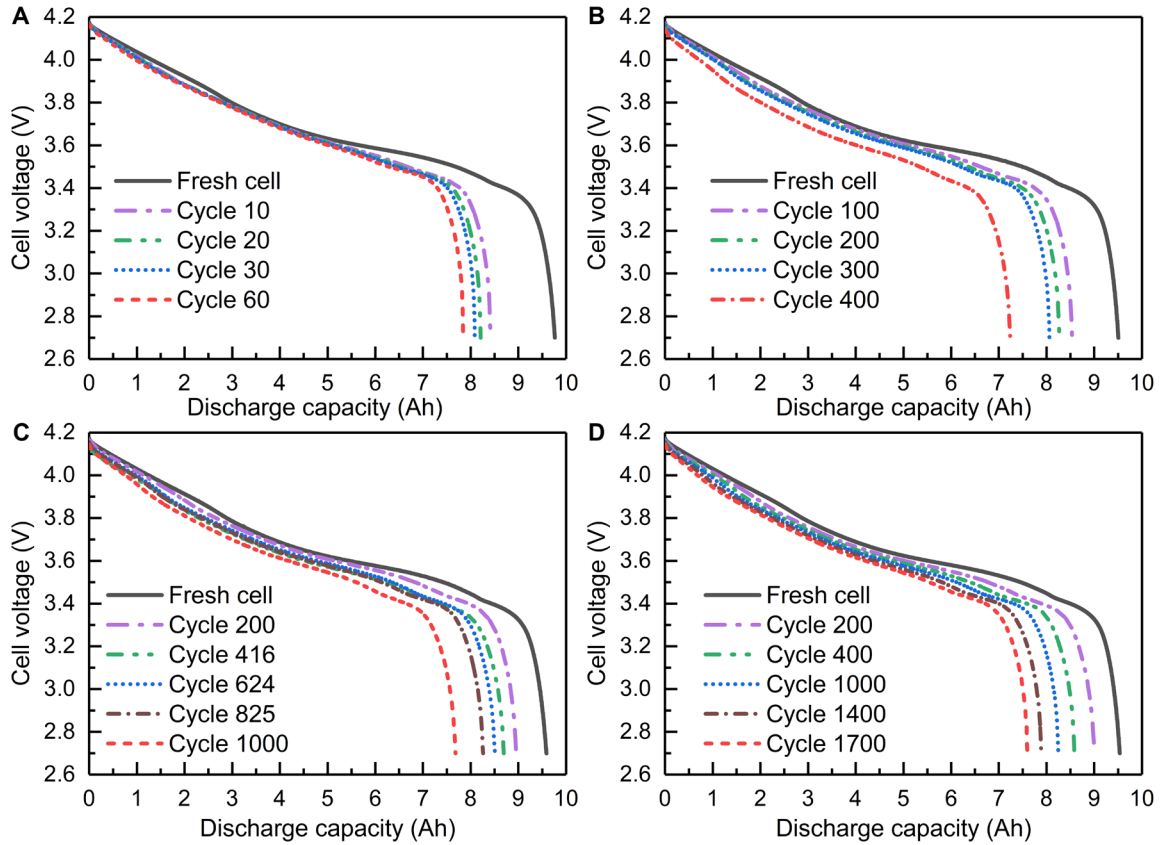 A
Cell voltage (V)
4.2
4.0
3.8
3.6
3.4
3.2
3.0
2.8
2.6
Fresh cell
Cycle 10
Cycle 20
Cycle 30
Cycle 60
0 1 2 3 4 5 6 7 8 9 10
Discharge capacity (Ah)
B
Cell voltage (V)
4.2
4.0
3.8
3.6
3.4
3.2
3.0
2.8
2.6
Fresh cell
Cycle 100
Cycle 200
Cycle 300
Cycle 400
0 1 2 3 4 5 6 7 8 9 10
Discharge capacity (Ah)
C
Cell voltage (V)
4.2
4.0
3.8
3.6
3.4
3.2
3.0
2.8
2.6
Fresh cell
Cycle 200
Cycle 416
Cycle 624
Cycle 825
Cycle 1000
0 1 2 3 4 5 6 7 8 9 10
Discharge capacity (Ah)
D
Cell voltage (V)
4.2
4.0
3.8
3.6
3.4
3.2
3.0
2.8
2.6
Fresh cell
Cycle 200
Cycle 400
Cycle 1000
Cycle 1400
Cycle 1700
0 1 2 3 4 5 6 7 8 9 10
Discharge capacity (Ah)